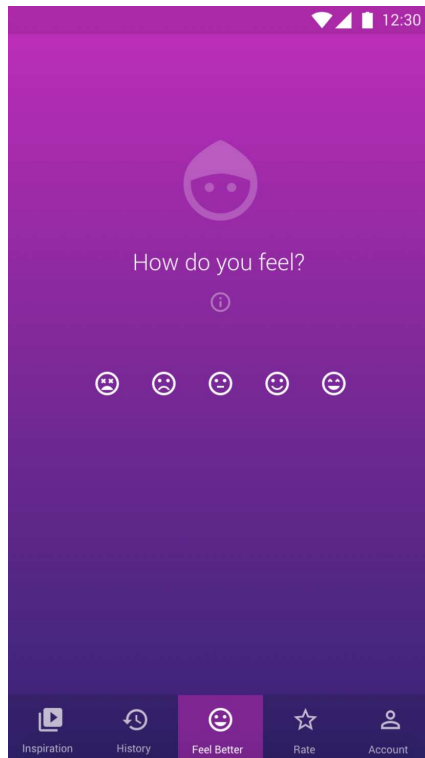 12:30
How do you feel?
Inspiration
History
Feel Better
Rate
Account